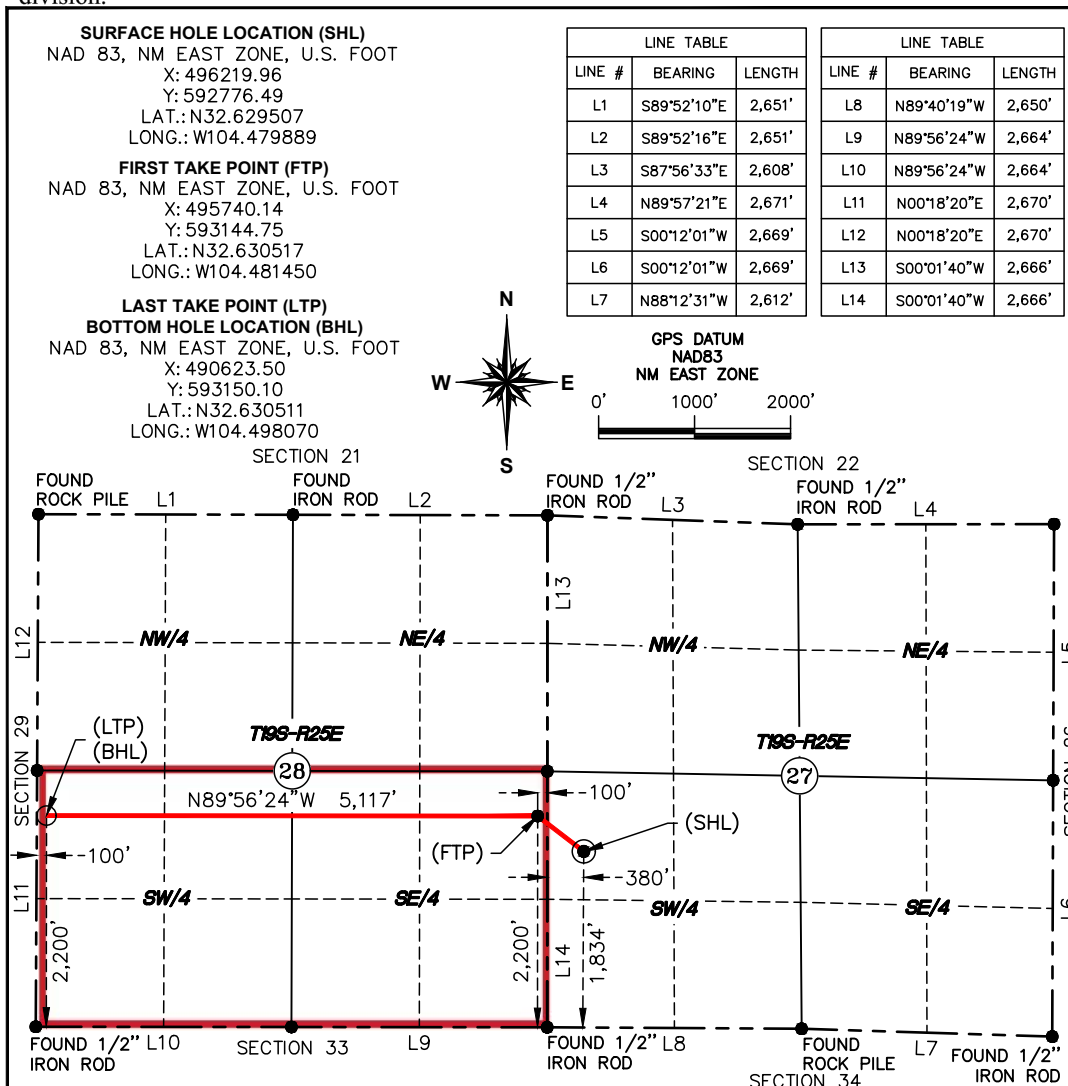 division.
SURFACE HOLE LOCATION (SHL)
NAD 83, NM EAST ZONE, U.S. FOOT
X: 496219.96
Y: 592776.49
LAT.: N32.629507
LONG.: W104.479889
FIRST TAKE POINT (FTP)
NAD 83, NM EAST ZONE, U.S. FOOT
X: 495740.14
Y: 593144.75
LAT.: N32.630517
LONG.: W104.481450
LAST TAKE POINT (LTP)
BOTTOM HOLE LOCATION (BHL)
NAD 83, NM EAST ZONE, U.S. FOOT
X: 490623.50
Y: 593150.10
LAT.: N32.630511
LONG.: W104.498070
LINE TABLE
LINE # BEARING LENGTH
L1 S89°52'10"E 2,651'
L2 S89°52'16"E 2,651'
L3 S87°56'33"E 2,608'
L4 N89°57'21"E 2,671'
L5 S00°12'01"W 2,669'
L6 S00°12'01"W 2,669'
L7 N88°12'31"W 2,612'
LINE TABLE
LINE # BEARING LENGTH
L8 N89°40'19"W 2,650'
L9 N89°56'24"W 2,664'
L10 N89°56'24"W 2,664'
L11 N00°18'20"E 2,670'
L12 N00°18'20"E 2,670'
L13 S00°01'40"W 2,666'
L14 S00°01'40"W 2,666'
N
W E
S
GPS DATUM
NAD83
NM EAST ZONE
0' 1000' 2000'
SECTION 21
SECTION 22
FOUND
ROCK PILE
L1
FOUND
IRON ROD
L2
FOUND 1/2"
IRON ROD
L3
FOUND 1/2"
IRON ROD
L4
L13
L12
NW/4
NE/4
NW/4
NE/4
L5
SECTION 29
(LTP)
(BHL)
T19S-R25E
T19S-R25E
28
27
SECTION 26
N89°56'24"W 5,117'
100'
(SHL)
(FTP)
100'
380'
L11
SW/4
SE/4
SW/4
SE/4
L6
2,200'
2,200'
L14
1,834'
FOUND 1/2"
IRON ROD
L10
SECTION 33
L9
FOUND 1/2"
IRON ROD
L8
FOUND
ROCK PILE
L7
FOUND 1/2"
IRON ROD
SECTION 34